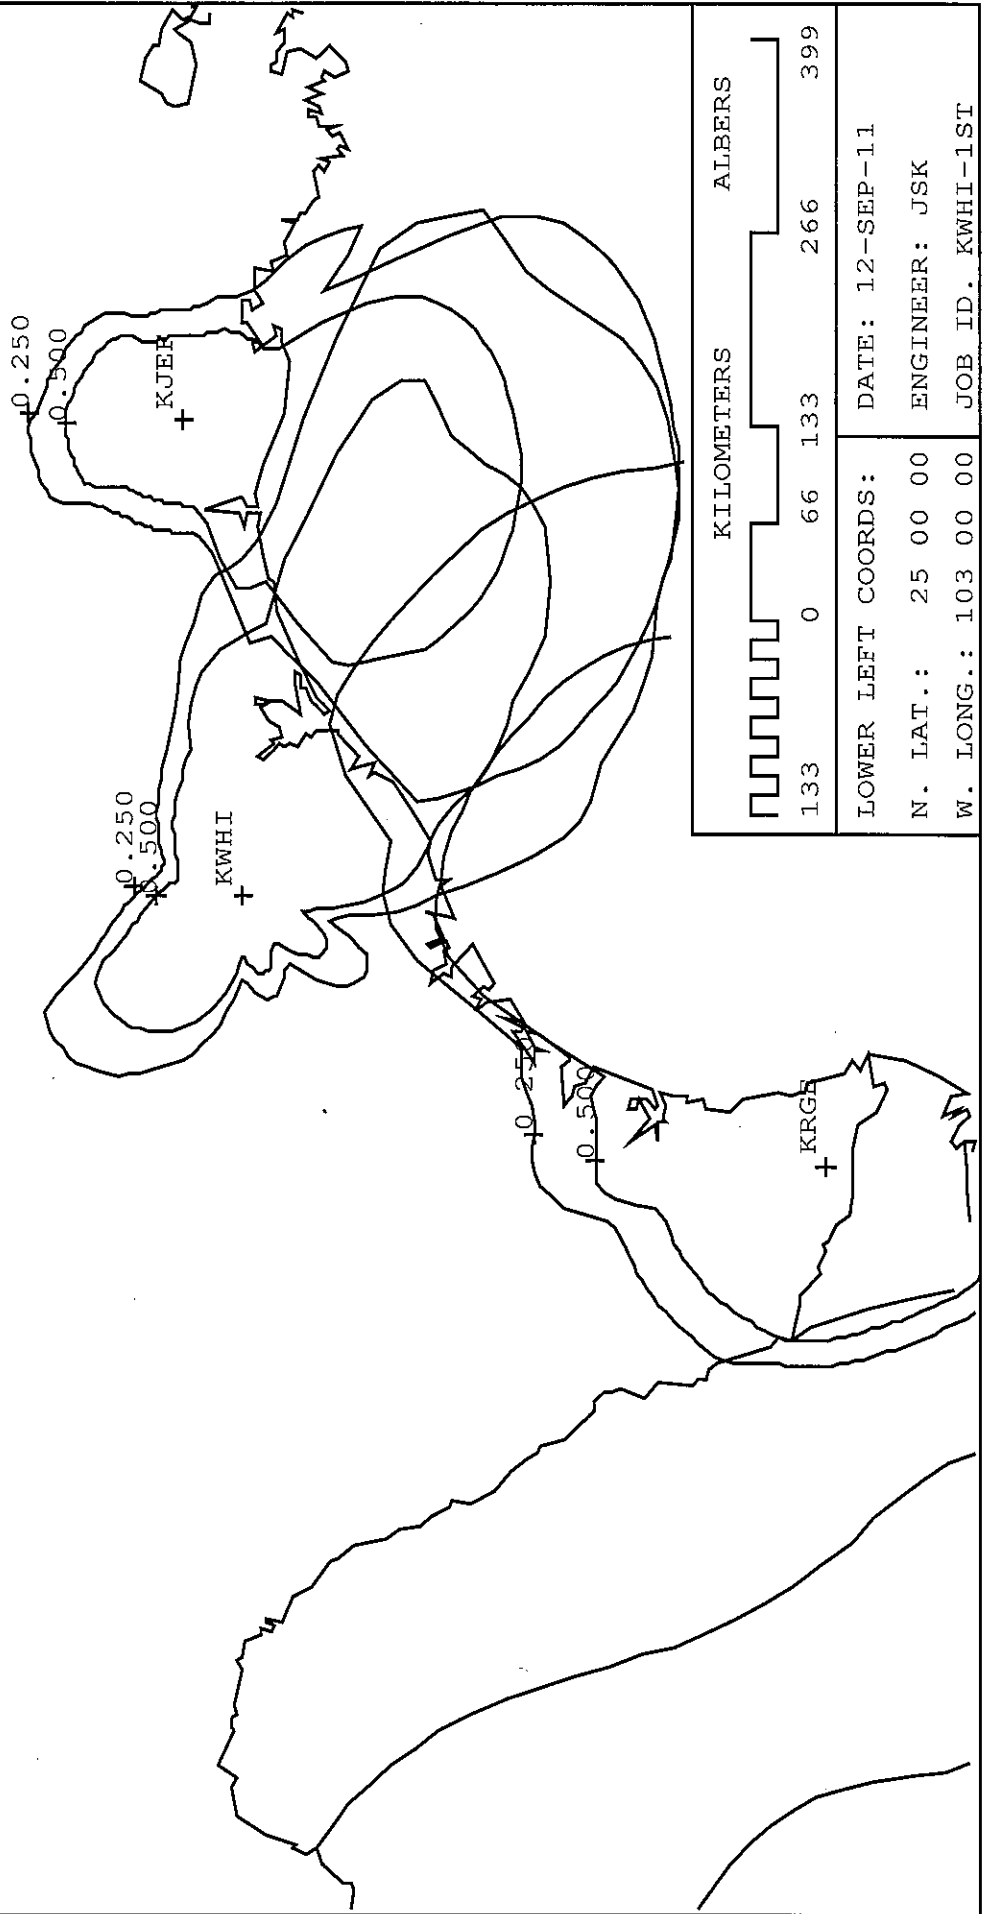 0.250
0.500
KJEF
0.250
0.500
KWHI
0.250
0.500
KRGE
KILOMETERS ALBERS
133 0 66 133 266 399
LOWER LEFT COORDS:
N. LAT.: 25 00 00
W. LONG.: 103 00 00
DATE: 12-SEP-11
ENGINEER: JSK
JOB ID. KWHI-1ST